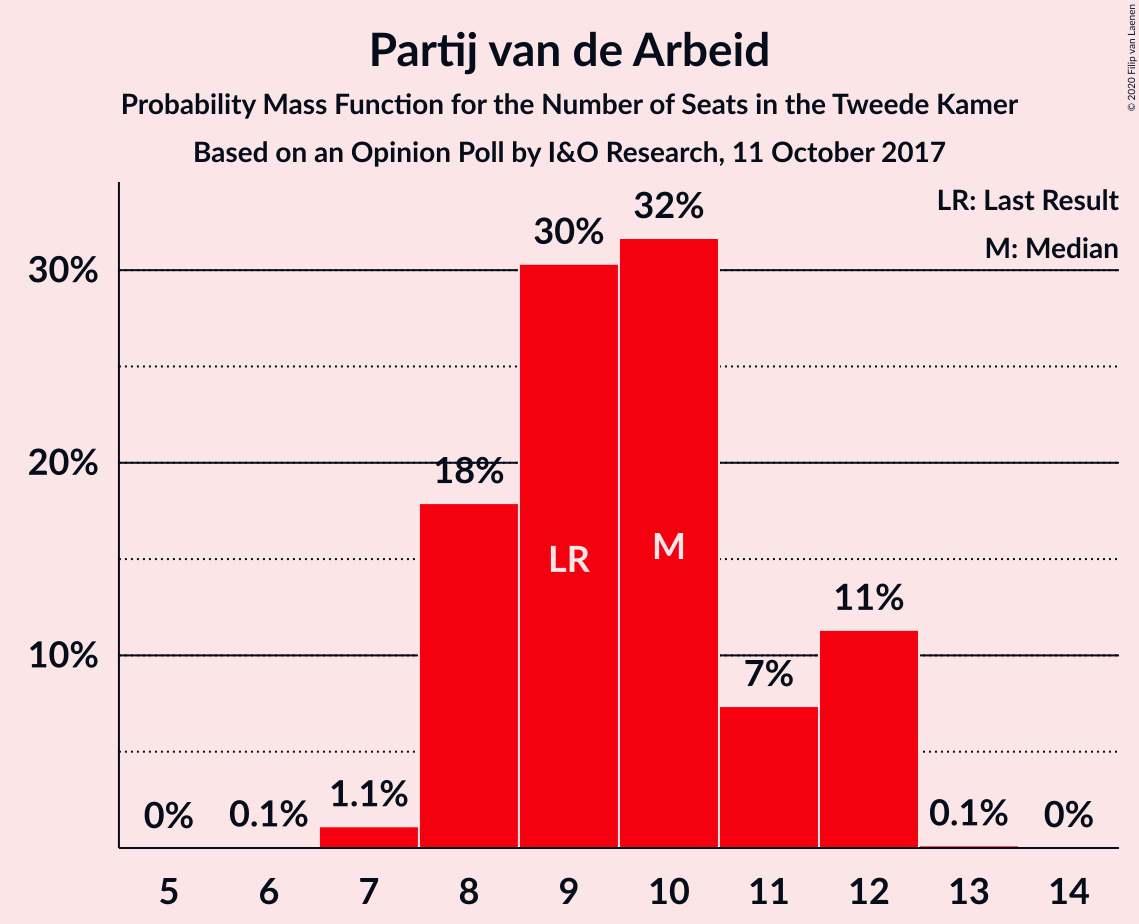 Partij van de Arbeid
Probability Mass Function for the Number of Seats in the Tweede Kamer
Based on an Opinion Poll by I&O Research, 11 October 2017
© 2020 Filip van Laenen
LR: Last Result
M: Median
30%
20%
10%
0%
0.1%
1.1%
18%
30%
32%
7%
11%
0.1%
0%
LR
M
5 6 7 8 9 10 11 12 13 14